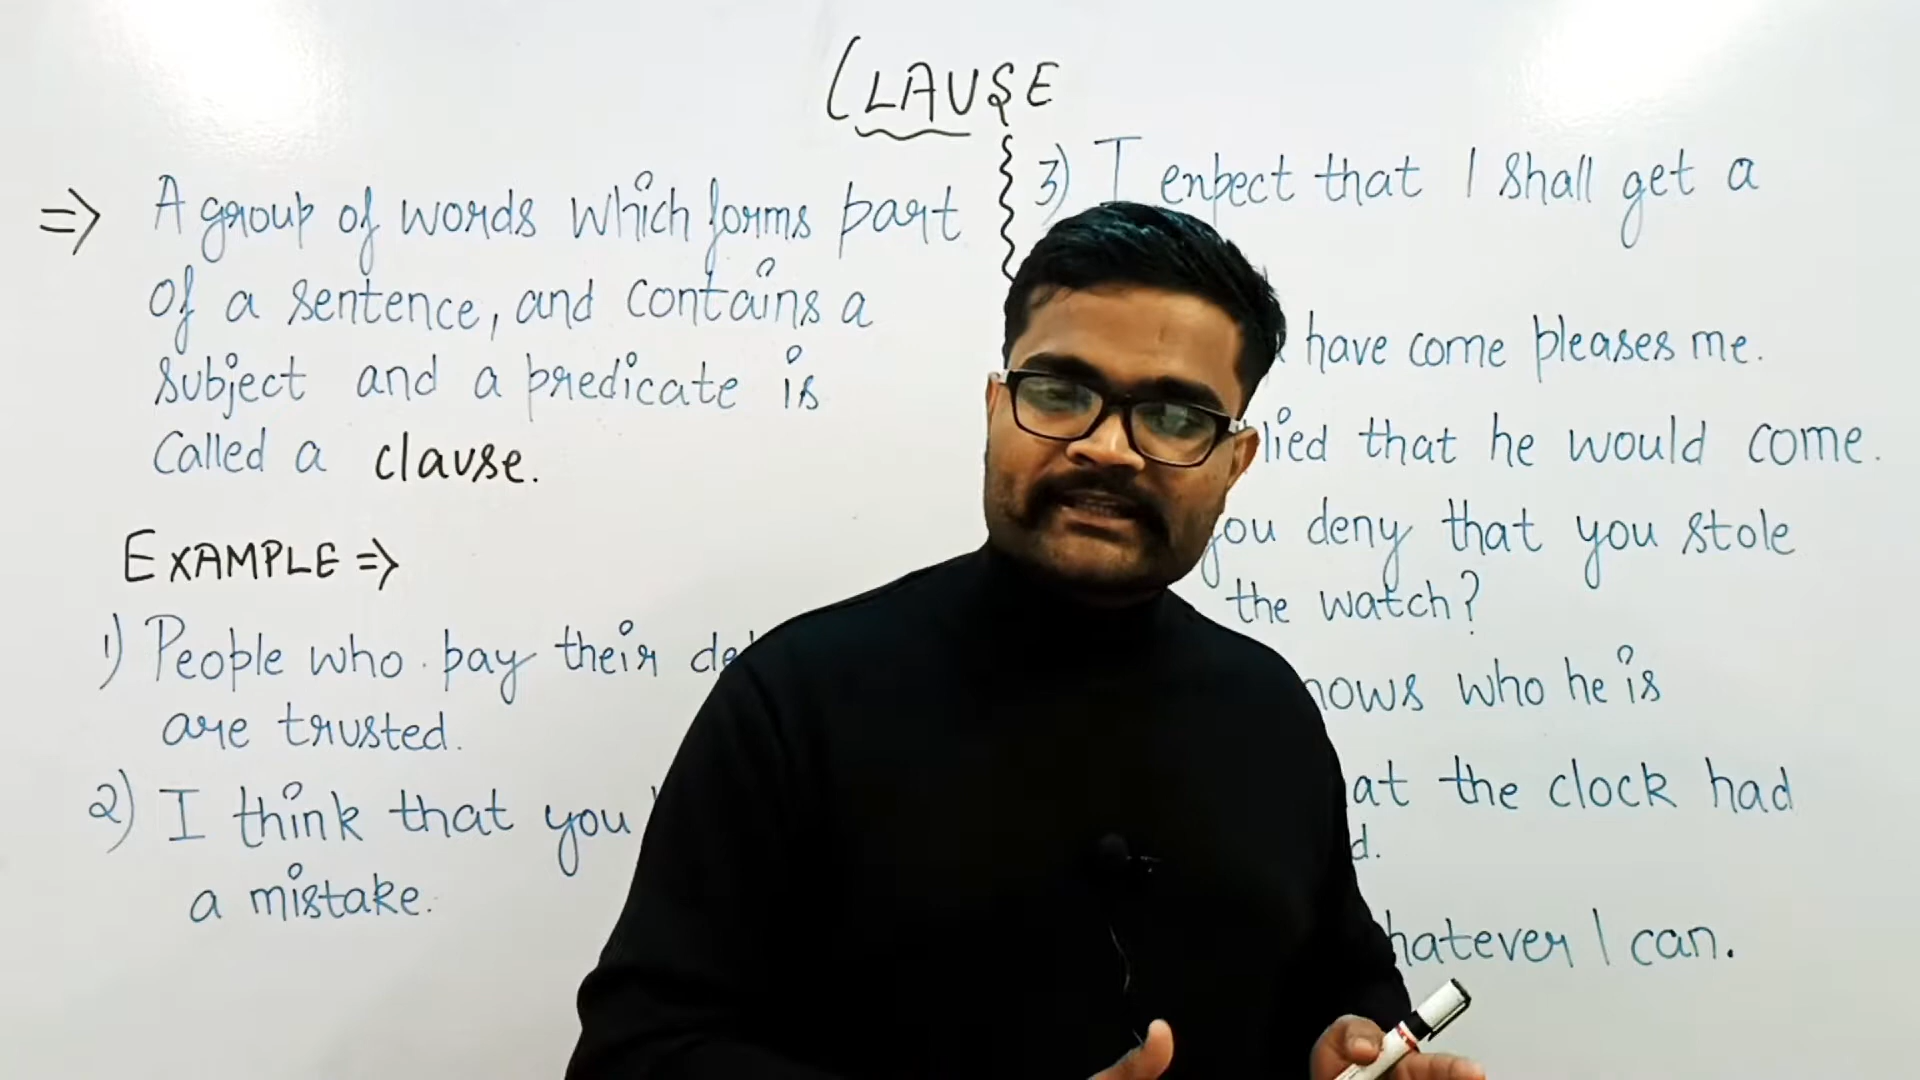 CLAUSE
=> A group of words which forms part
of a sentence, and contains a
subject and a predicate is
called a clause.
EXAMPLE =>
1) People who pay their
are trusted.
2) I think that you
a mistake.
3) I expect that I shall get a
have come pleases me.
that he would come.
you deny that you stole
the watch?
who he is
the clock had
I can.